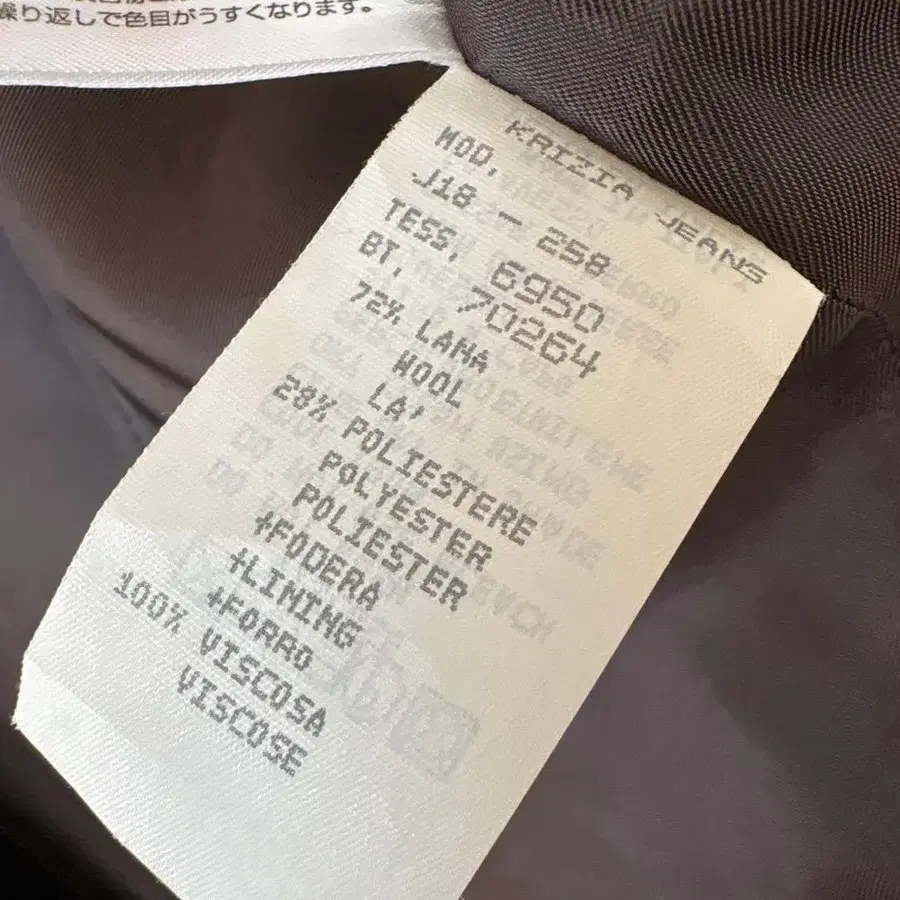 繰り返しで色目がうすくなります。
KRIZIA JEANS
MOD.
J18 - 258
TESS. 6950
BT. 70264
72% LANA
WOOL
LA'
28% POLIESTERE
POLYESTER
POLIESTER
+FODERA
+LINING
+FORRO
100% VISCOSA
VISCOSE